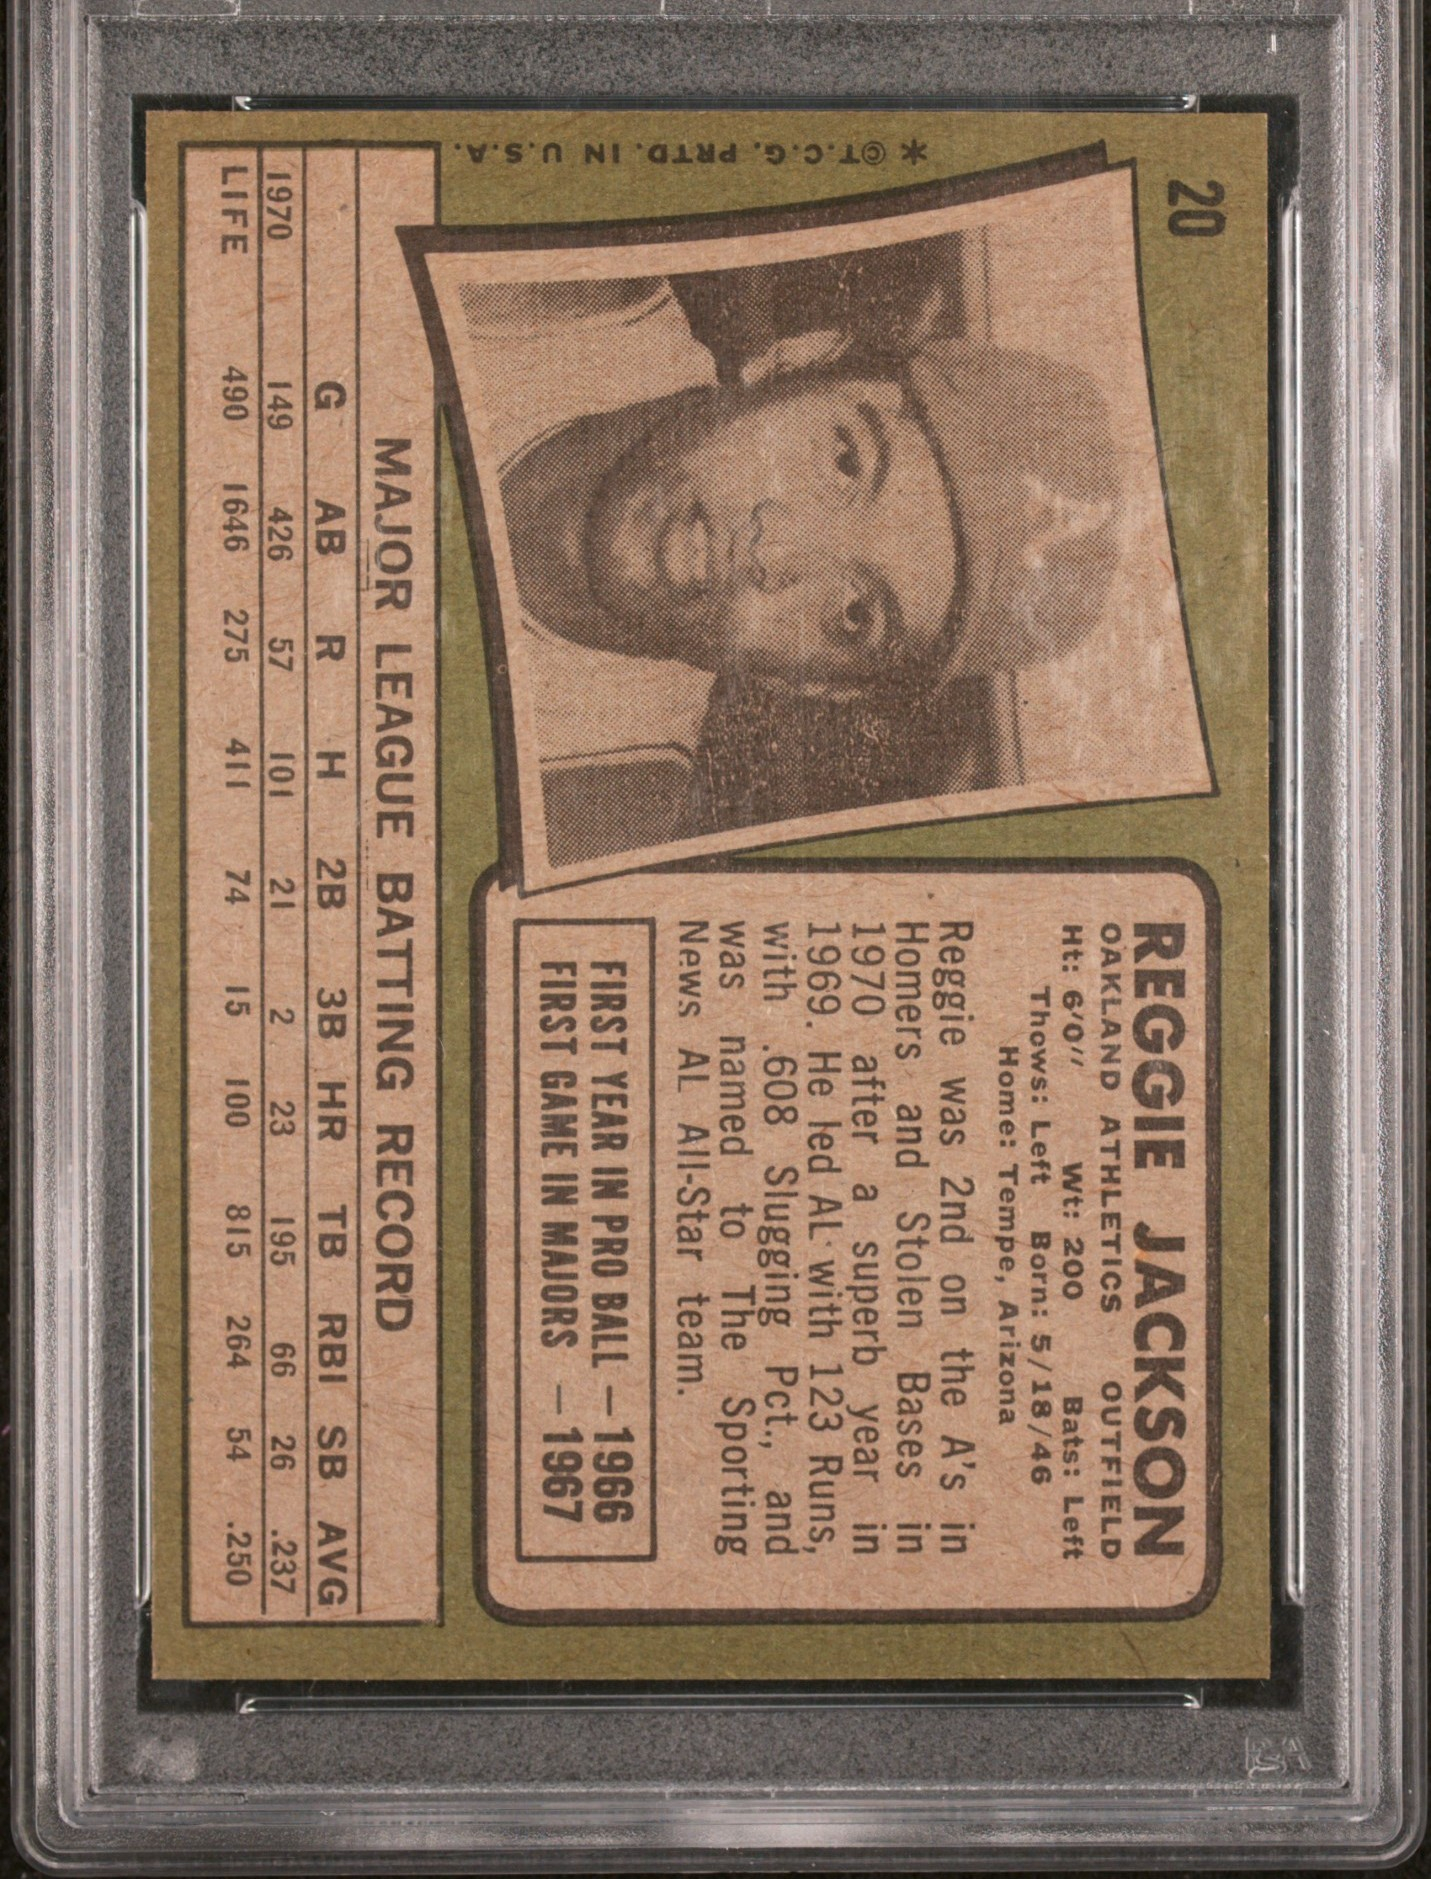 20
REGGIE JACKSON
OAKLAND ATHLETICS OUTFIELD
Ht: 6'0" Wt: 200 Bats: Left
Thows: Left Born: 5/18/46
Home: Tempe, Arizona
Reggie was 2nd on the A's in
Homers and Stolen Bases in
1970 after a superb year in
1969. He led AL with 123 Runs,
with .608 Slugging Pct., and
was named to The Sporting
News AL All-Star team.
FIRST YEAR IN PRO BALL — 1966
FIRST GAME IN MAJORS — 1967
*©T.C.G. PRTD. IN U.S.A.
MAJOR LEAGUE BATTING RECORD
G AB R H 2B 3B HR TB RBI SB AVG
1970 149 426 57 101 21 2 23 195 66 26 .237
LIFE 490 1646 275 411 74 15 100 815 264 54 .250
PSA